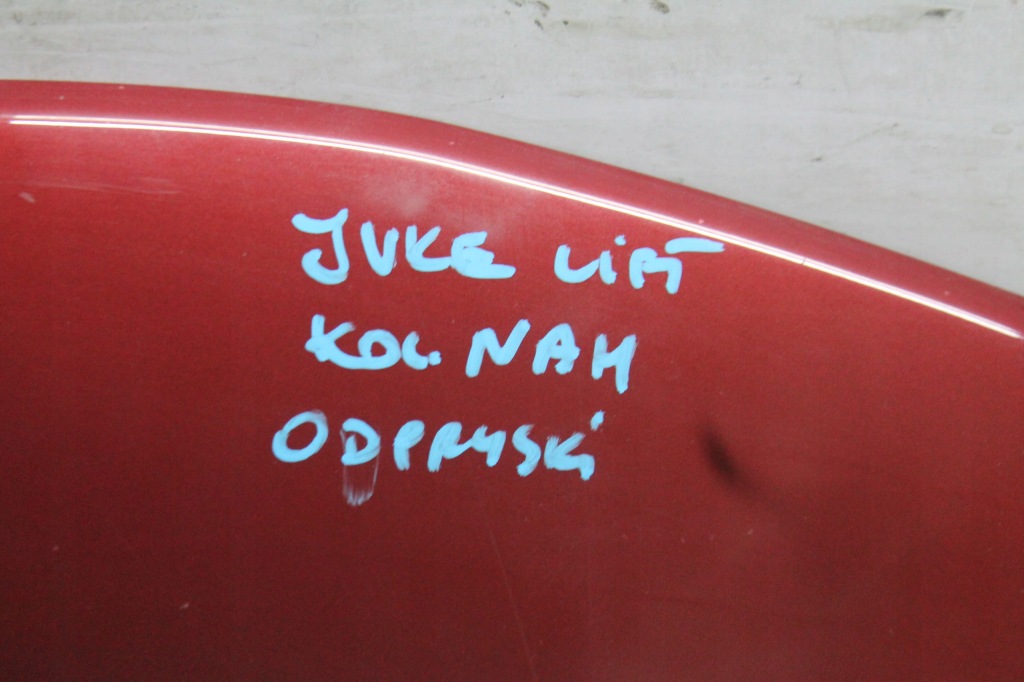 JUKE LIFT
KOL. NAH
ODPRYSKI